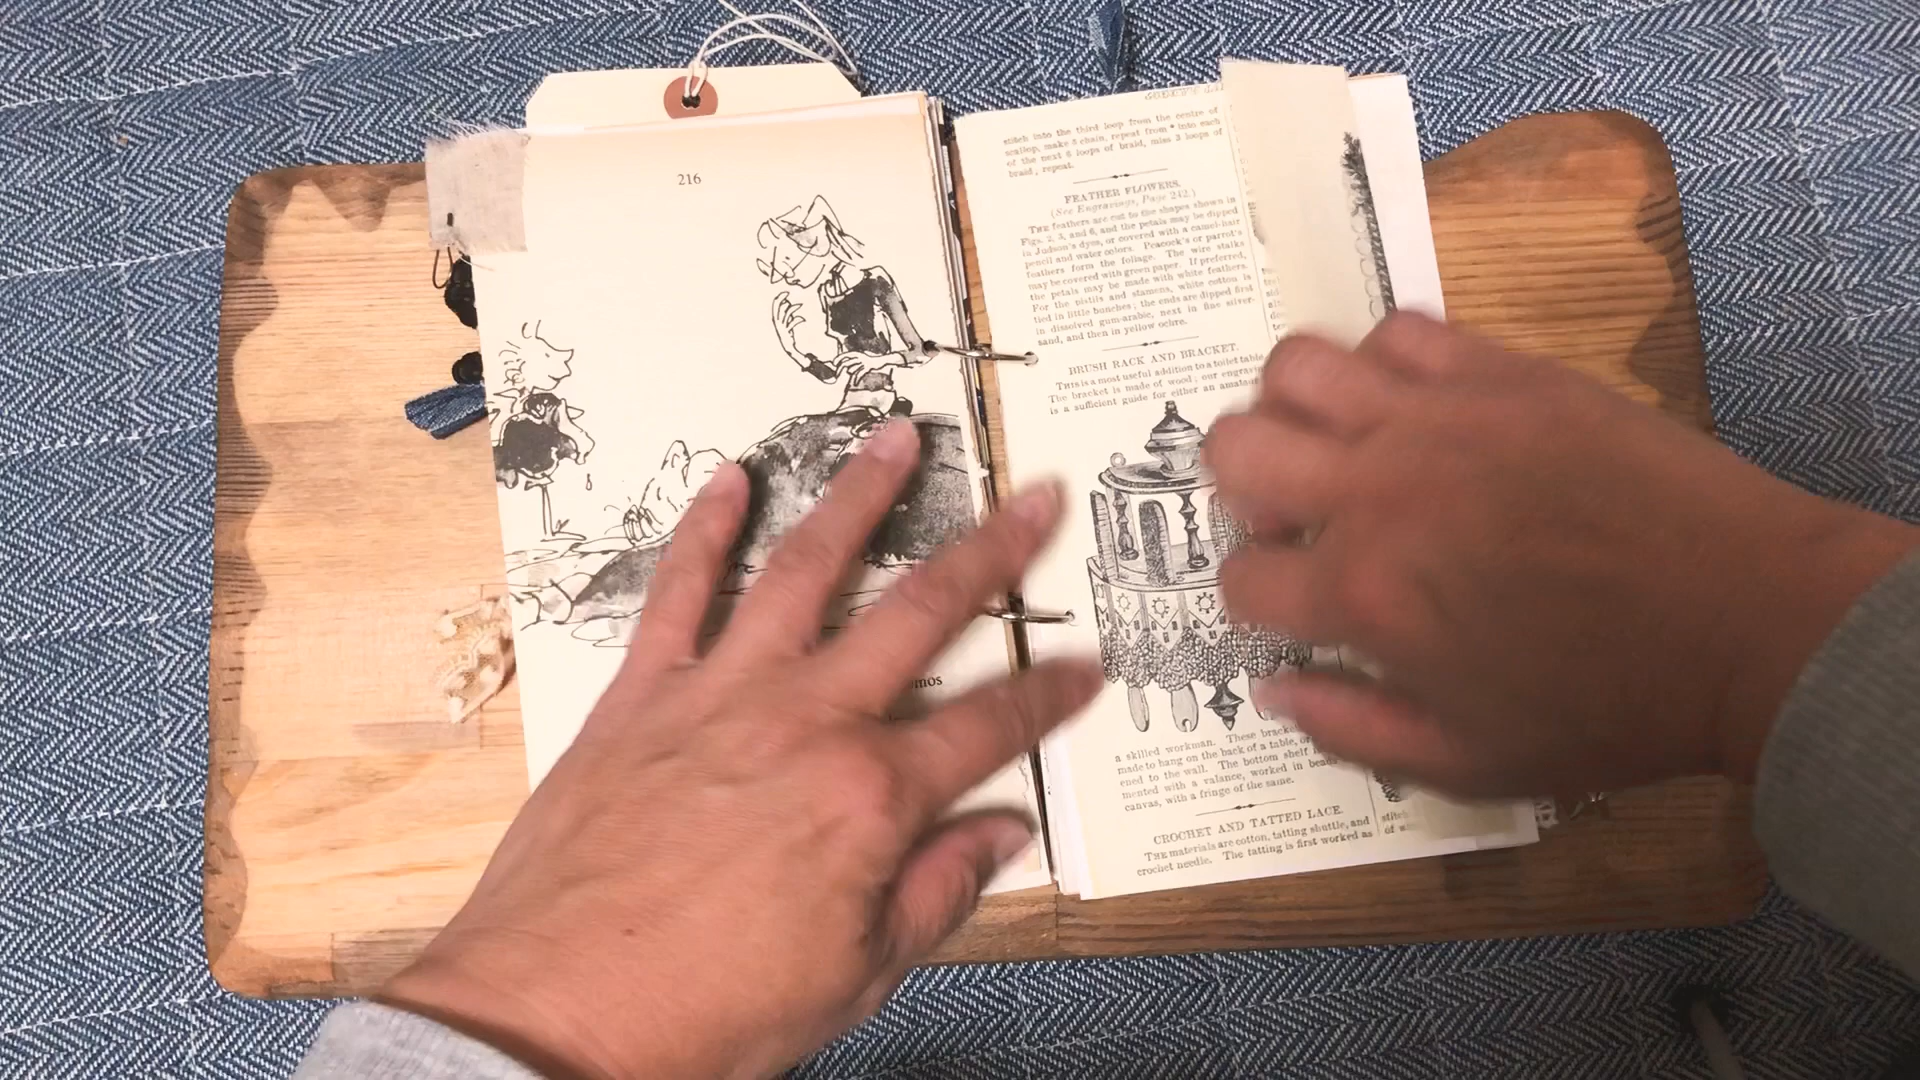 216
omos
stitch into the third loop from the centre of
scallop, make 5 chain, repeat from * into each
of the next 6 loops of braid, miss 3 loops of
braid, repeat.
FEATHER FLOWERS.
(See Engravings, Page 242.)
THE feathers are cut to the shapes shown in
Figs. 2, 5, and 6, and the petals may be dipped
in Judson's dyes, or covered with a camel-hair
pencil and water colors. Peacock's or parrot's
feathers form the foliage. The wire stalks
may be covered with green paper. If preferred,
the petals may be made with white feathers.
For the pistils and stamens, white cotton is
tied in little bunches; the ends are dipped first
in dissolved gum-arabic, next in fine silver-
sand, and then in yellow ochre.
BRUSH RACK AND BRACKET.
THIS is a most useful addition to a toilet table
The bracket is made of wood; our engravi
is a sufficient guide for either an amateur
a skilled workman. These bracke
made to hang on the back of a table, or
ened to the wall. The bottom shelf
mented with a valance, worked in bead
canvas, with a fringe of the same.
CROCHET AND TATTED LACE.
THE materials are cotton, tatting shuttle, and
crochet needle. The tatting is first worked as
stitch
of